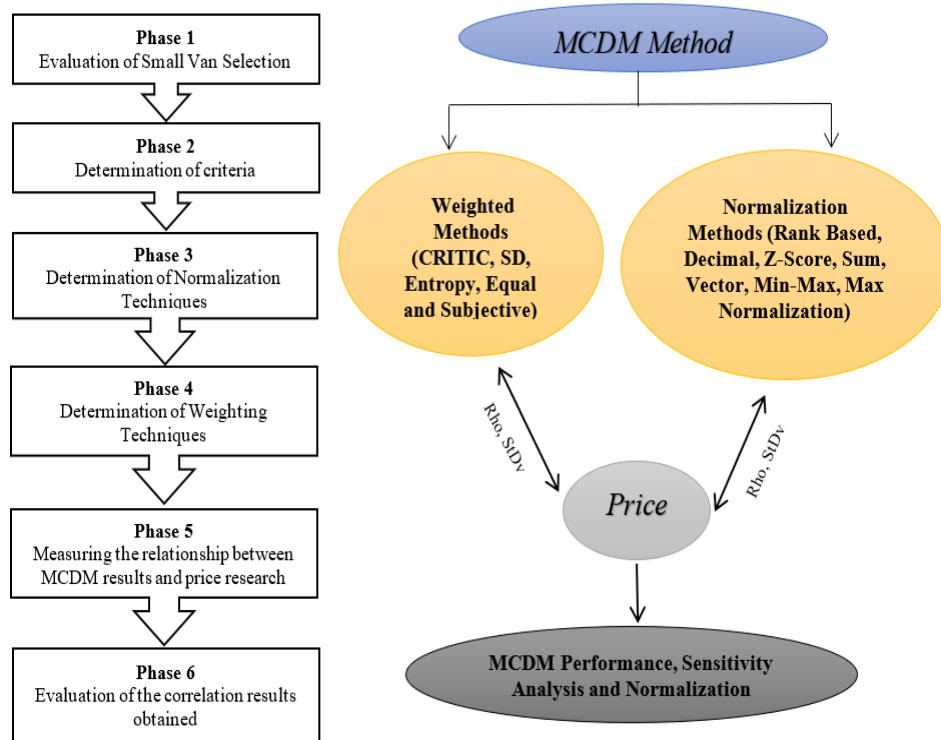 Phase 1
Evaluation of Small Van Selection
Phase 2
Determination of criteria
Phase 3
Determination of Normalization
Techniques
Phase 4
Determination of Weighting
Techniques
Phase 5
Measuring the relationship between
MCDM results and price research
Phase 6
Evaluation of the correlation results
obtained
MCDM Method
Weighted
Methods
(CRITIC, SD,
Entropy, Equal
and Subjective)
Normalization
Methods (Rank Based,
Decimal, Z-Score, Sum,
Vector, Min-Max, Max
Normalization)
Rho, StDv
Rho, StDv
Price
MCDM Performance, Sensitivity
Analysis and Normalization